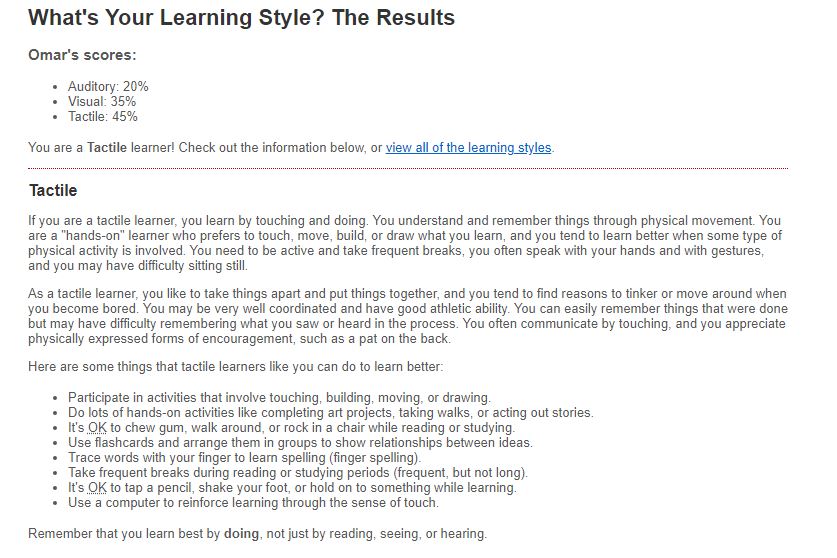 What's Your Learning Style? The Results
Omar's scores:
• Auditory: 20%
• Visual: 35%
• Tactile: 45%
You are a Tactile learner! Check out the information below, or view all of the learning styles.
Tactile
If you are a tactile learner, you learn by touching and doing. You understand and remember things through physical movement. You
are a "hands-on" learner who prefers to touch, move, build, or draw what you learn, and you tend to learn better when some type of
physical activity is involved. You need to be active and take frequent breaks, you often speak with your hands and with gestures,
and you may have difficulty sitting still.
As a tactile learner, you like to take things apart and put things together, and you tend to find reasons to tinker or move around when
you become bored. You may be very well coordinated and have good athletic ability. You can easily remember things that were done
but may have difficulty remembering what you saw or heard in the process. You often communicate by touching, and you appreciate
physically expressed forms of encouragement, such as a pat on the back.
Here are some things that tactile learners like you can do to learn better:
• Participate in activities that involve touching, building, moving, or drawing.
• Do lots of hands-on activities like completing art projects, taking walks, or acting out stories.
• It's OK to chew gum, walk around, or rock in a chair while reading or studying.
• Use flashcards and arrange them in groups to show relationships between ideas.
• Trace words with your finger to learn spelling (finger spelling).
• Take frequent breaks during reading or studying periods (frequent, but not long).
• It's OK to tap a pencil, shake your foot, or hold on to something while learning.
• Use a computer to reinforce learning through the sense of touch.
Remember that you learn best by doing, not just by reading, seeing, or hearing.